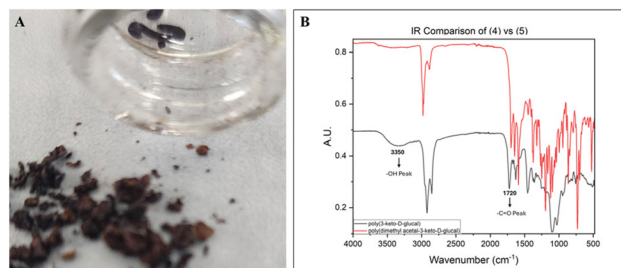 A
B
IR Comparison of (4) vs (5)
0.8
0.6
0.4
0.2
A.U.
3350
-OH Peak
1720
-C=O Peak
poly(3-keto-D-glucal)
poly(dimethyl acetal-3-keto-D-glucal)
4000 3500 3000 2500 2000 1500 1000 500
Wavenumber (cm⁻¹)